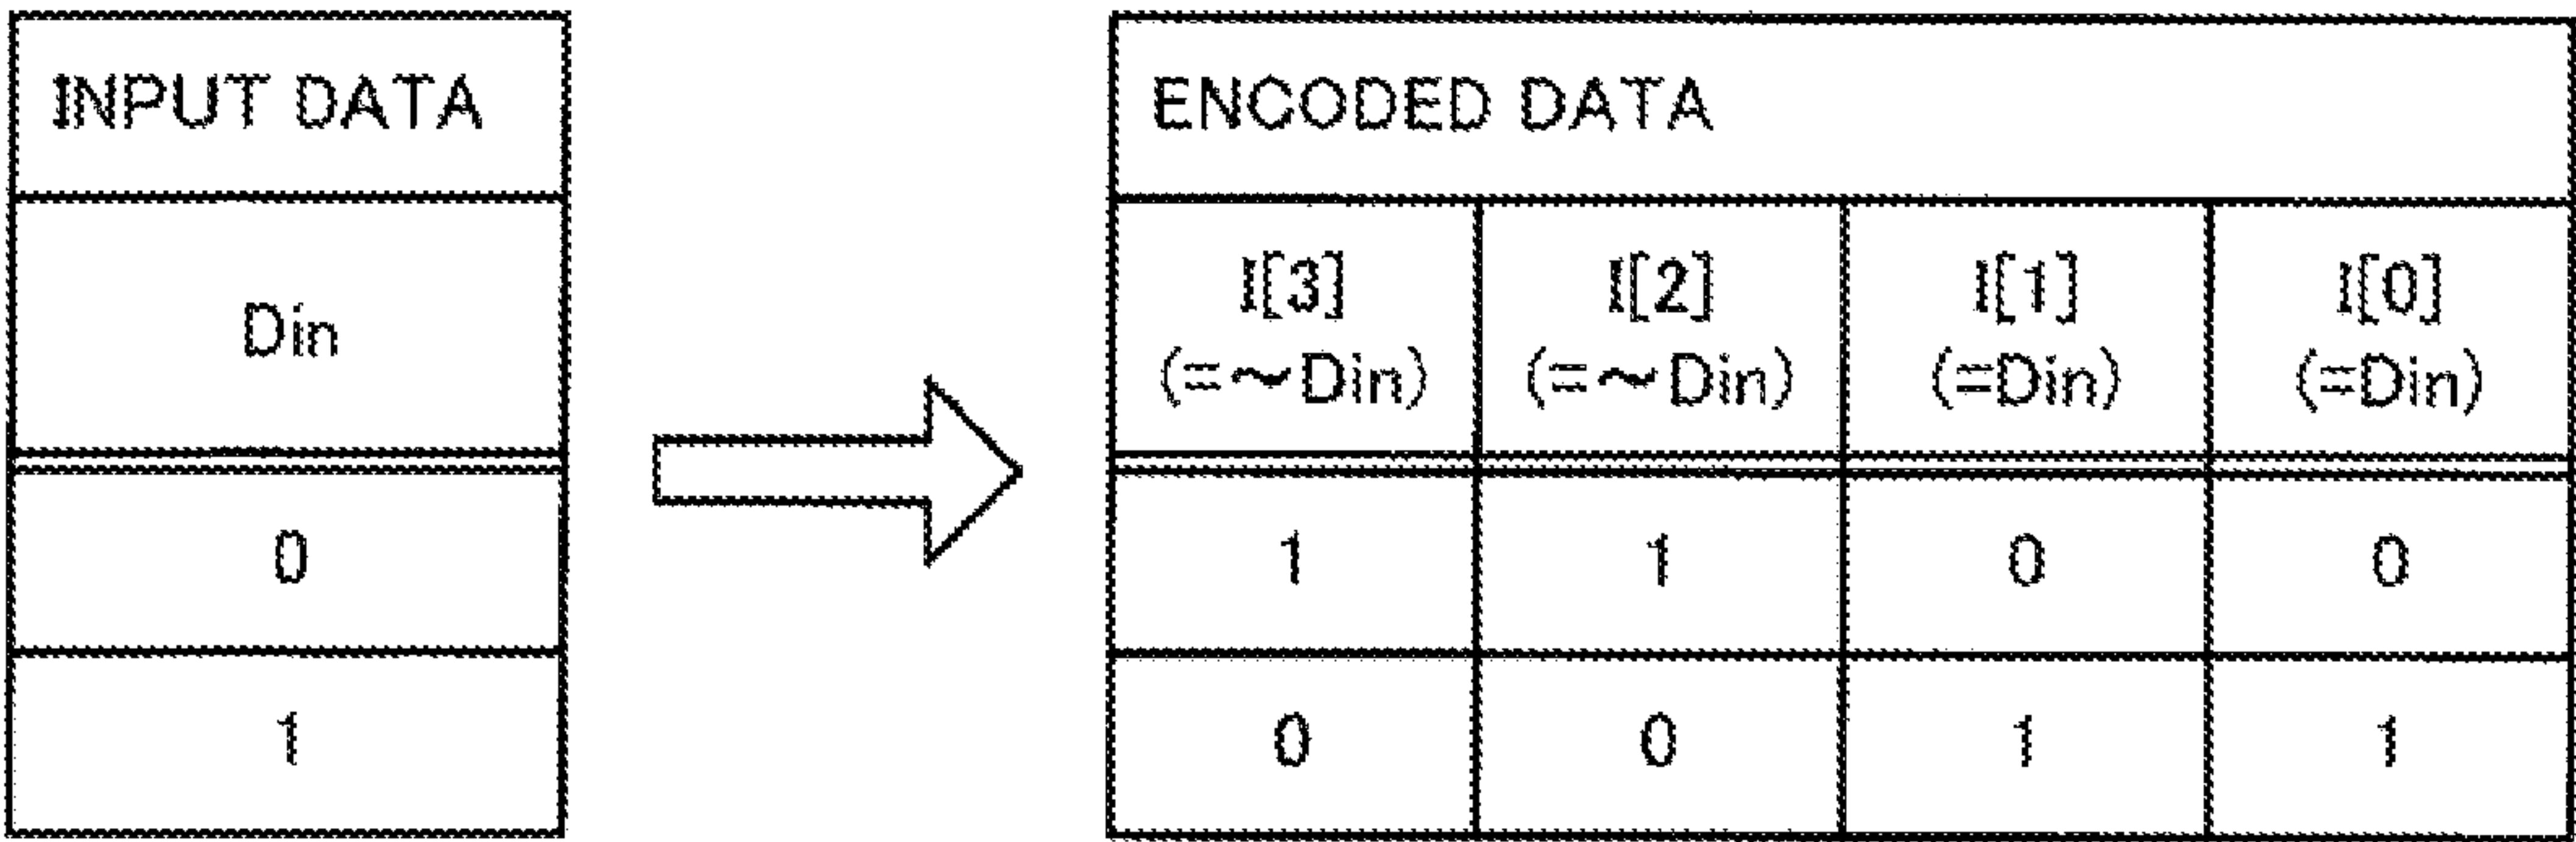 INPUT DATA
Din
0
1
ENCODED DATA
I[3] I[2] I[1] I[0]
(=~Din) (=~Din) (=Din) (=Din)
1 1 0 0
0 0 1 1